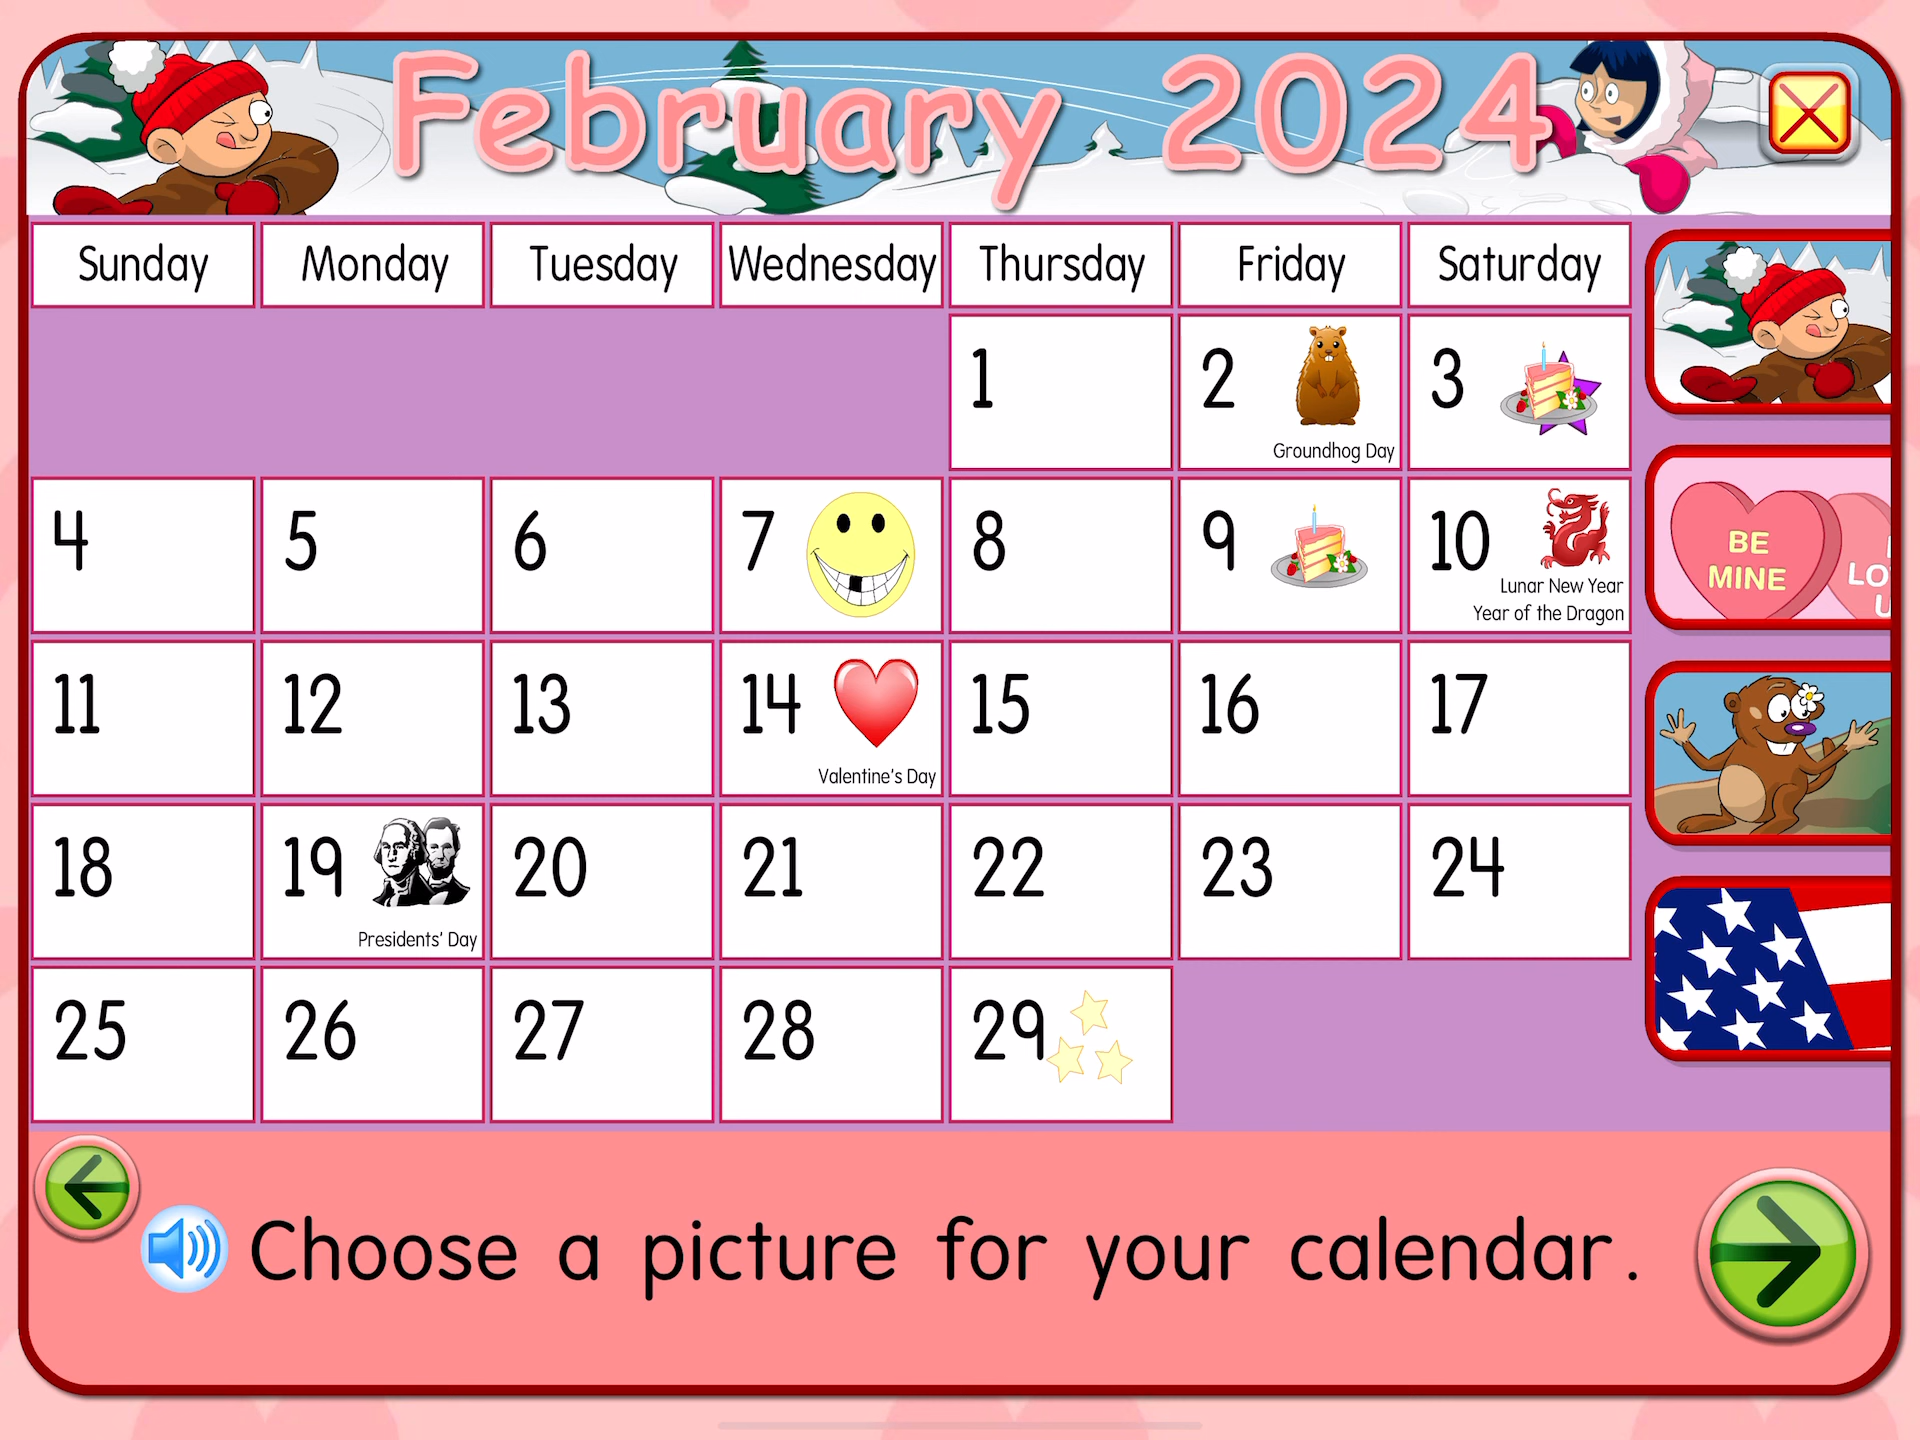 February 2024
Sunday Monday Tuesday Wednesday Thursday Friday Saturday
1 2 3
Groundhog Day
4 5 6 7 8 9 10
Lunar New Year
Year of the Dragon
11 12 13 14 15 16 17
Valentine's Day
18 19 20 21 22 23 24
Presidents' Day
25 26 27 28 29
BE
MINE
LO
U
Choose a picture for your calendar.